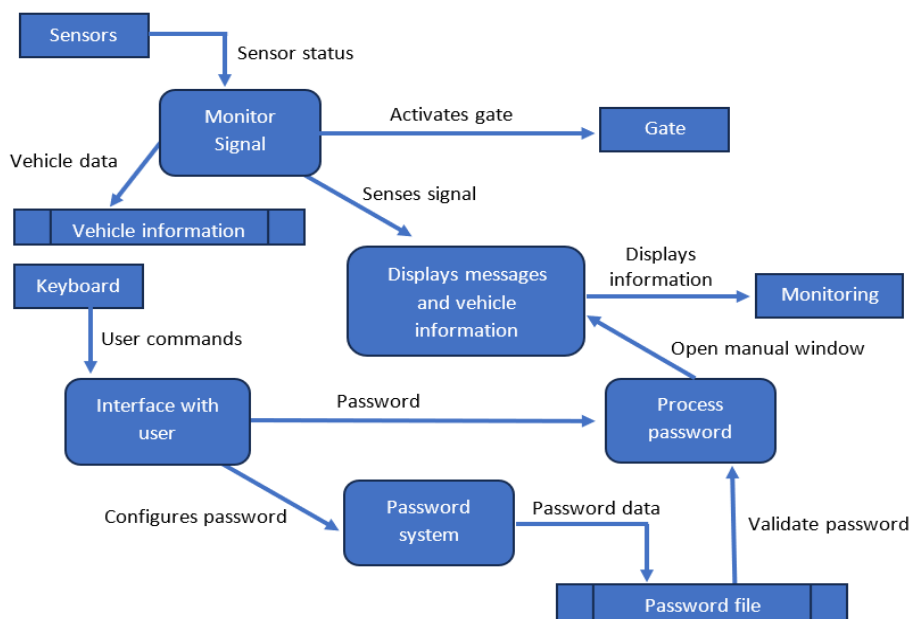 Sensors
Sensor status
Monitor
Signal
Activates gate
Gate
Vehicle data
Senses signal
Vehicle information
Displays messages
and vehicle
information
Displays
information
Monitoring
Keyboard
User commands
Open manual window
Interface with
user
Password
Process
password
Configures password
Password
system
Password data
Validate password
Password file